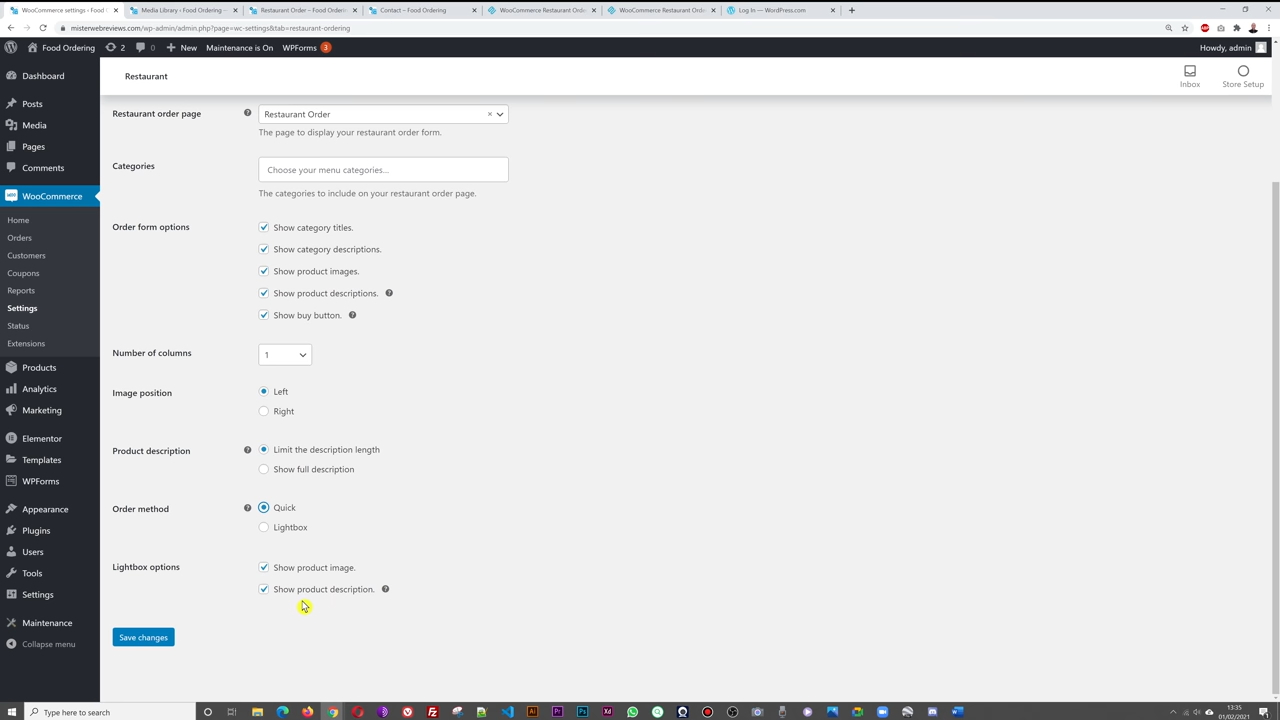 WooCommerce settings ‹ Food
Media Library ‹ Food Ordering —
Restaurant Order – Food Ordering
Contact – Food Ordering
WooCommerce Restaurant Orde
WooCommerce Restaurant Orde
Log In — WordPress.com
misterwebreviews.com/wp-admin/admin.php?page=wc-settings&tab=restaurant-ordering
Food Ordering
2
0
New
Maintenance is On
WPForms
3
Howdy, admin
Restaurant
Inbox
Store Setup
Dashboard
Posts
Media
Pages
Comments
WooCommerce
Home
Orders
Customers
Coupons
Reports
Settings
Status
Extensions
Products
Analytics
Marketing
Elementor
Templates
WPForms
Appearance
Plugins
Users
Tools
Settings
Maintenance
Collapse menu
Restaurant order page
Restaurant Order
The page to display your restaurant order form.
Categories
Choose your menu categories...
The categories to include on your restaurant order page.
Order form options
Show category titles.
Show category descriptions.
Show product images.
Show product descriptions.
Show buy button.
Number of columns
1
Image position
Left
Right
Product description
Limit the description length
Show full description
Order method
Quick
Lightbox
Lightbox options
Show product image.
Show product description.
Save changes
Type here to search
13:35
01/02/2021